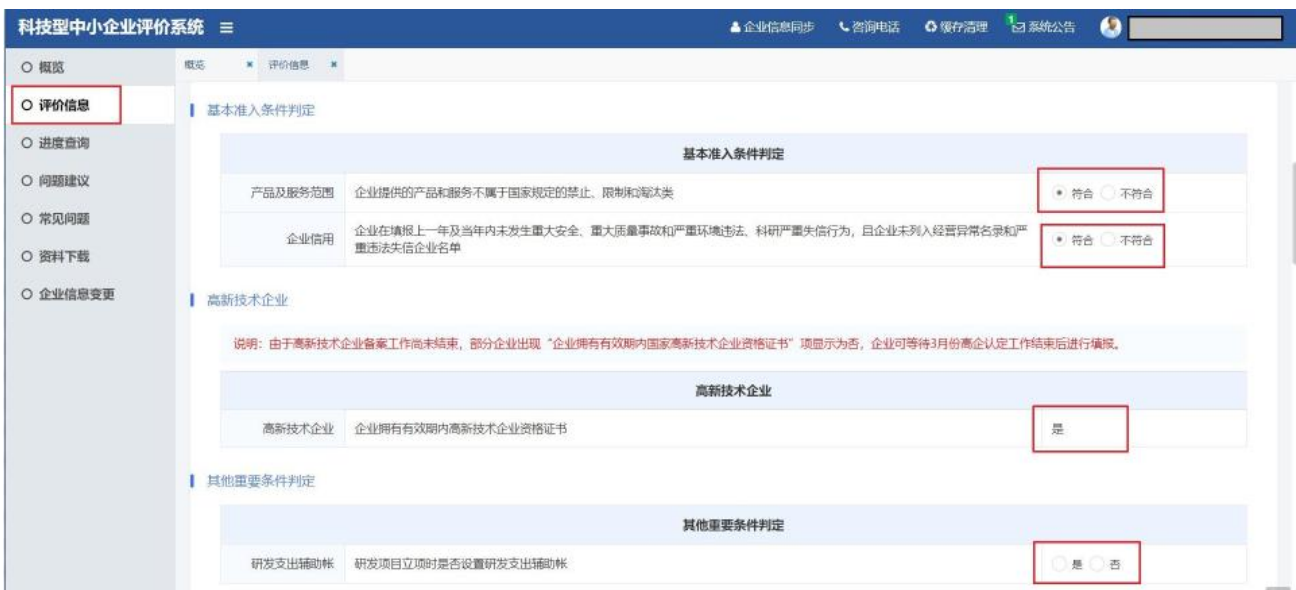 科技型中小企业评价系统
企业信息同步 咨询电话 缓存清理 1 系统公告
概览
评价信息
进度查询
问题建议
常见问题
资料下载
企业信息变更
概览 评价信息
基本准入条件判定
基本准入条件判定
产品及服务范围 企业提供的产品和服务不属于国家规定的禁止、限制和淘汰类 符合 不符合
企业信用 企业在填报上一年及当年内未发生重大安全、重大质量事故和严重环境违法、科研严重失信行为，且企业未列入经营异常名录和严
重违法失信企业名单 符合 不符合
高新技术企业
说明：由于高新技术企业备案工作尚未结束，部分企业出现“企业拥有有效期内国家高新技术企业资格证书”项显示为否，企业可等待3月份高企认定工作结束后进行填报。
高新技术企业
高新技术企业 企业拥有有效期内高新技术企业资格证书 是
其他重要条件判定
其他重要条件判定
研发支出辅助帐 研发项目立项时是否设置研发支出辅助帐 是 否